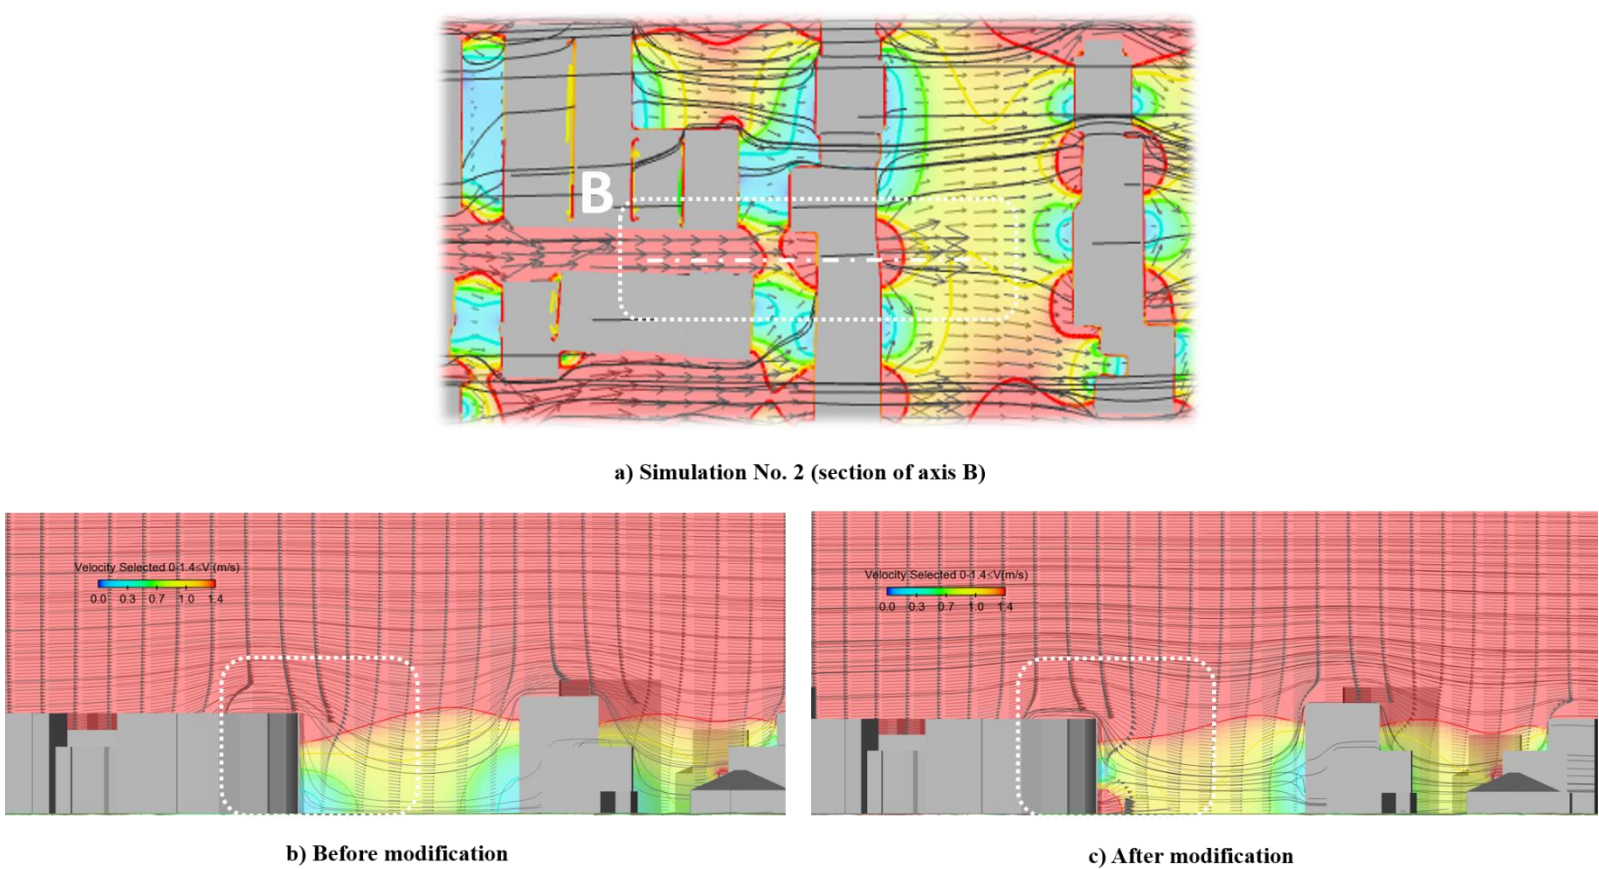 B
a) Simulation No. 2 (section of axis B)
Velocity Selected 0-1.4≤V (m/s)
0.0 0.3 0.7 1.0 1.4
Velocity Selected 0-1.4≤V(m/s)
0.0 0.3 0.7 1.0 1.4
b) Before modification
c) After modification